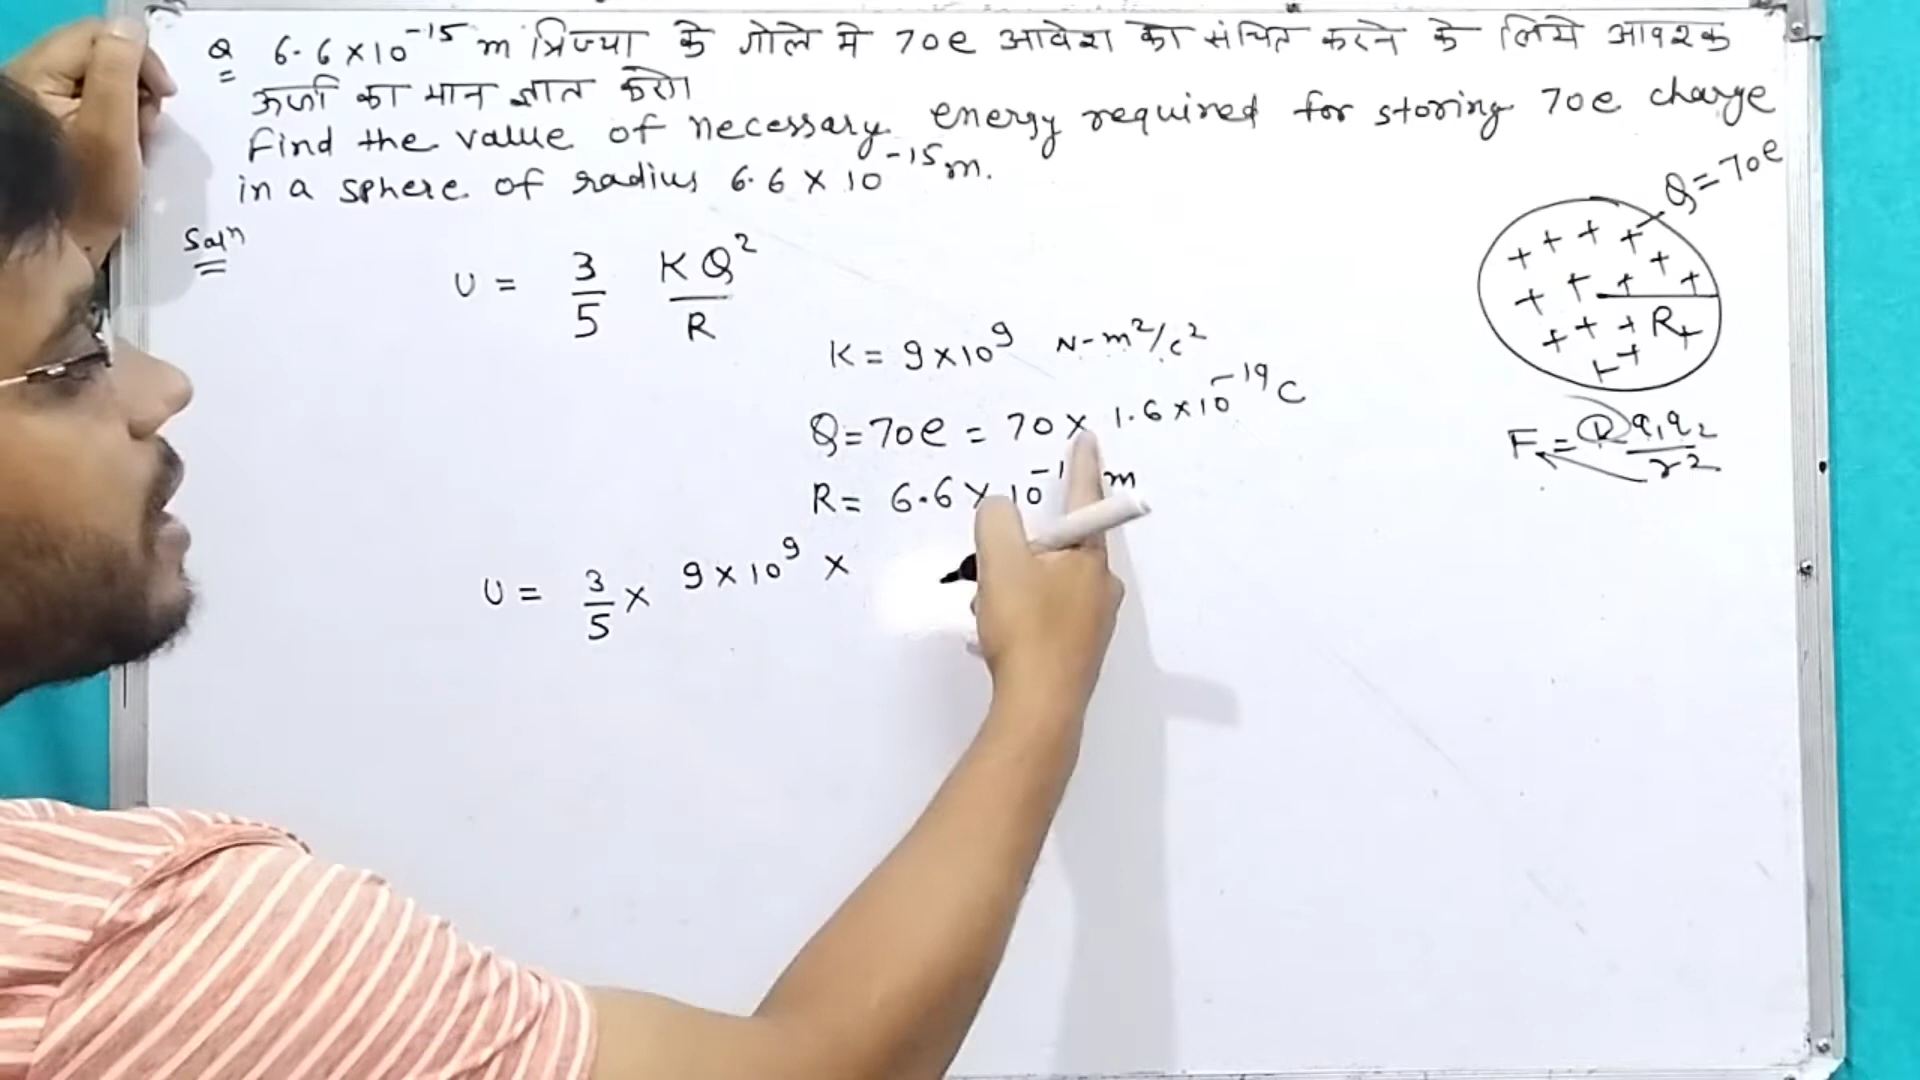 Q 6.6×10⁻¹⁵ m त्रिज्या के गोले मे 70e आवेश को संचित करने के लिये आवश्यक
ऊर्जा का मान ज्ञात करो।
Find the value of necessary energy required for storing 70e charge
in a sphere of radius 6.6 × 10⁻¹⁵ m.
Solⁿ
U = 3/5 KQ²/R
K = 9×10⁹ N-m²/c²
Q=70e = 70 × 1.6×10⁻¹⁹ C
R= 6.6 × 10⁻¹ m
U = 3/5 × 9×10⁹ ×
Q=70e
+ + + + + + + + + + + + + + + +
R
F = K q₁q₂/r²